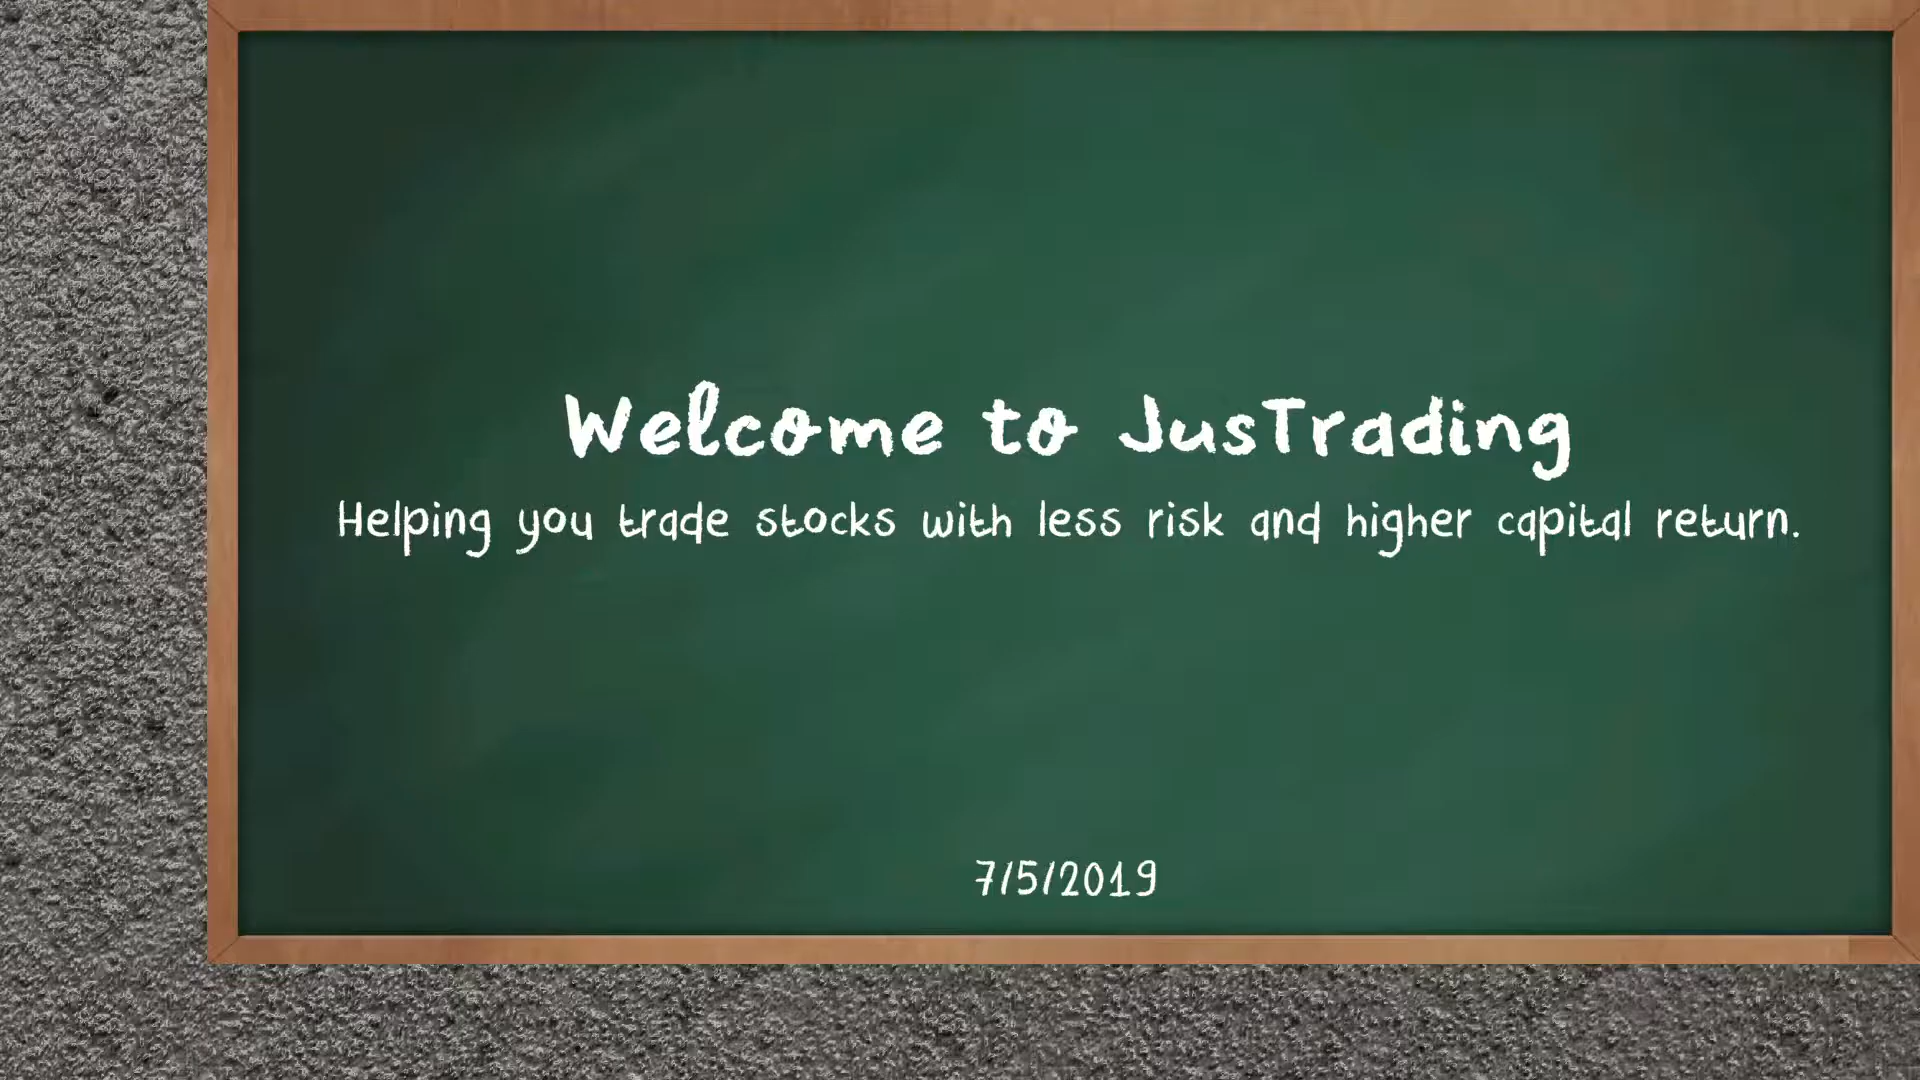 Welcome to JusTrading
Helping you trade stocks with less risk and higher capital return.
7/5/2019